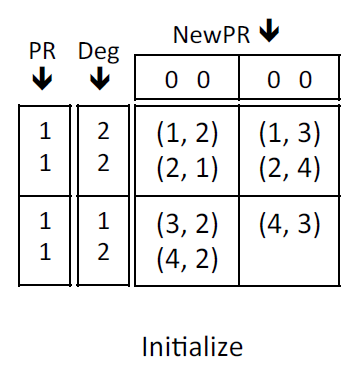 NewPR
PR Deg
0 0 0 0
1 2 (1, 2) (1, 3)
1 2 (2, 1) (2, 4)
1 1 (3, 2) (4, 3)
1 2 (4, 2)
Initialize